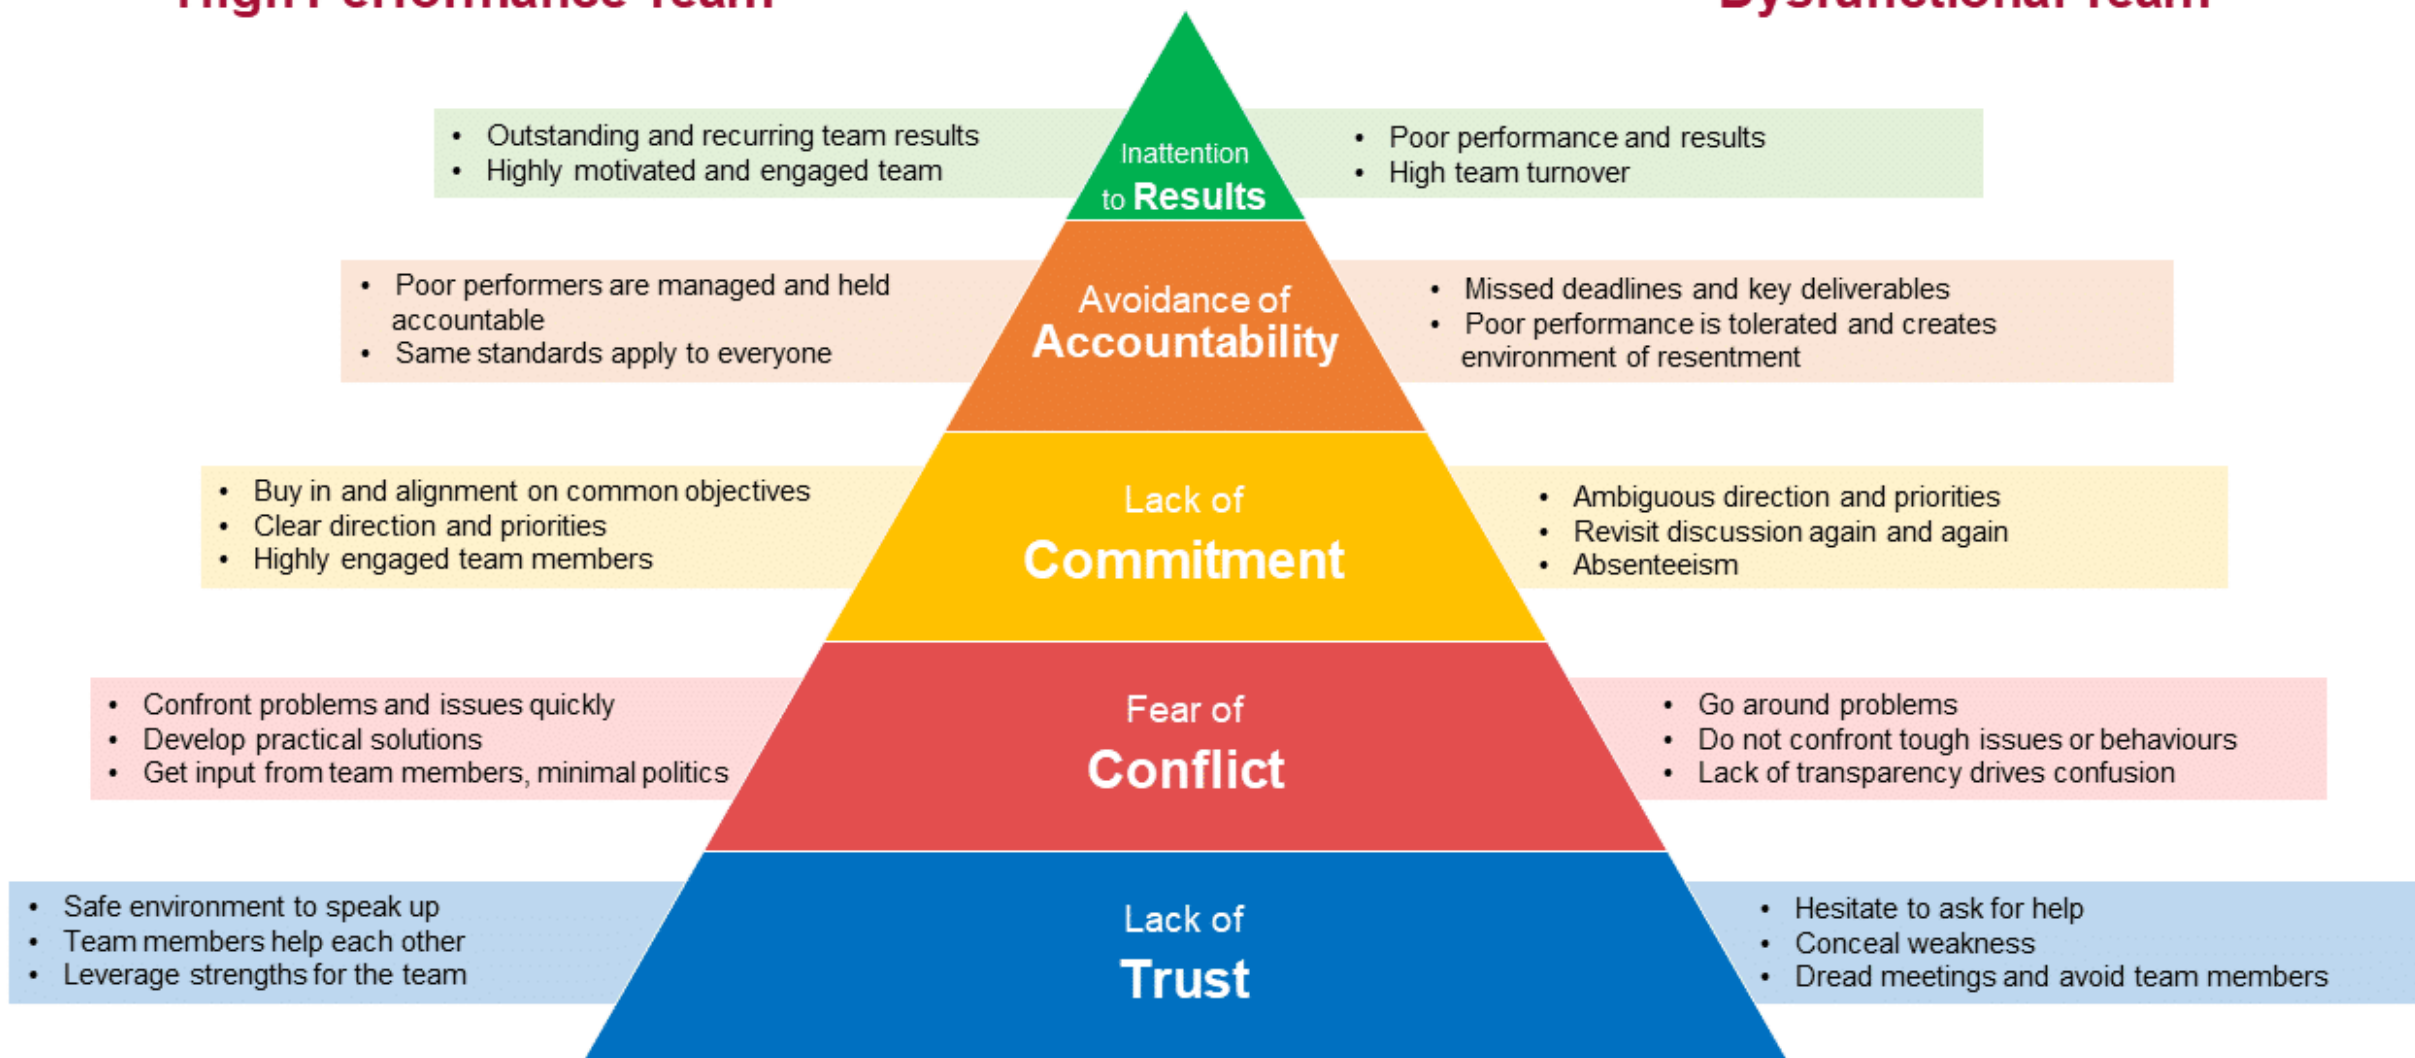 High Performance Team
Dysfunctional Team
• Outstanding and recurring team results
• Highly motivated and engaged team
Inattention
to Results
• Poor performance and results
• High team turnover
• Poor performers are managed and held
accountable
• Same standards apply to everyone
Avoidance of
Accountability
• Missed deadlines and key deliverables
• Poor performance is tolerated and creates
environment of resentment
• Buy in and alignment on common objectives
• Clear direction and priorities
• Highly engaged team members
Lack of
Commitment
• Ambiguous direction and priorities
• Revisit discussion again and again
• Absenteeism
• Confront problems and issues quickly
• Develop practical solutions
• Get input from team members, minimal politics
Fear of
Conflict
• Go around problems
• Do not confront tough issues or behaviours
• Lack of transparency drives confusion
• Safe environment to speak up
• Team members help each other
• Leverage strengths for the team
Lack of
Trust
• Hesitate to ask for help
• Conceal weakness
• Dread meetings and avoid team members